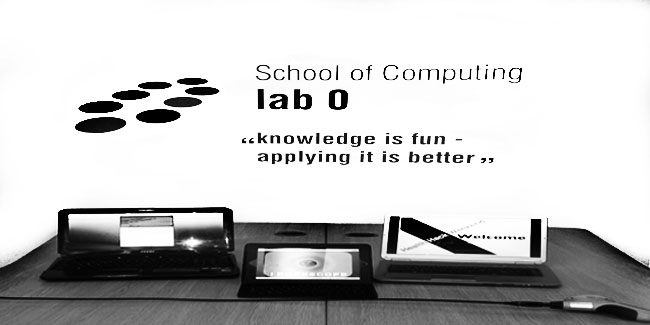 School of Computing
lab 0
“knowledge is fun -
applying it is better”
Welcome